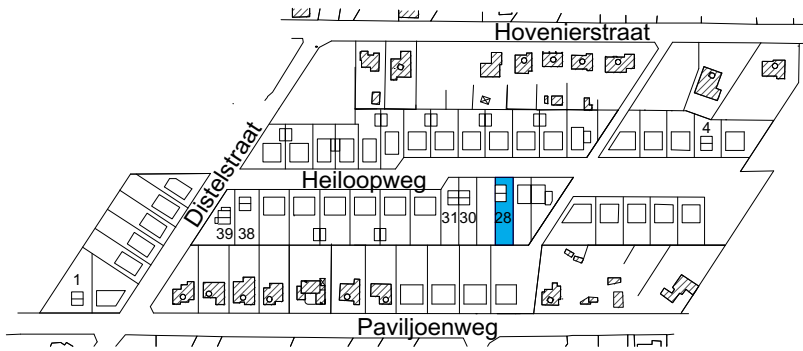 Hovenierstraat
4
Distelstraat
Heiloopweg
39 38 31 30 28
1
Paviljoenweg